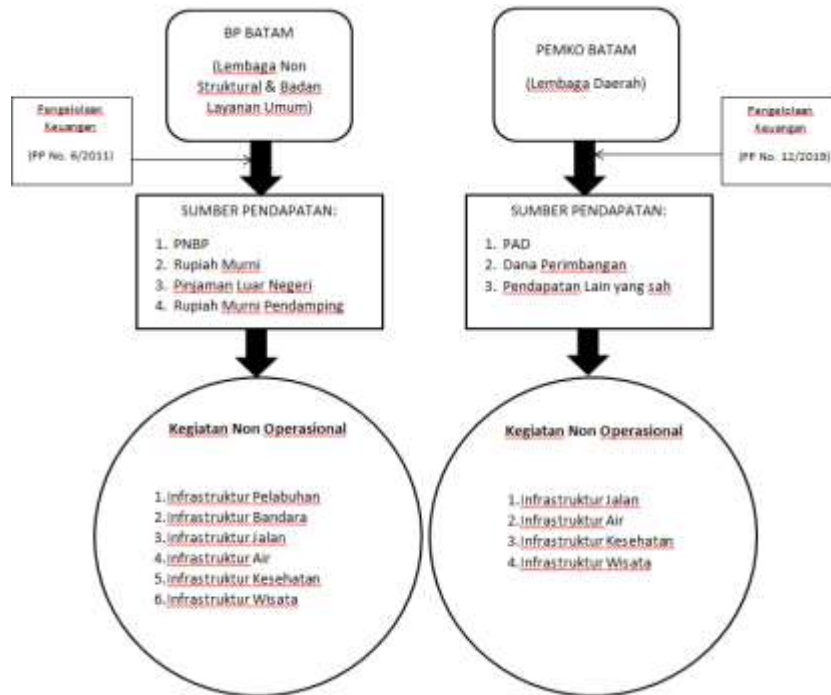 BP BATAM
(Lembaga Non
Struktural & Badan
Layanan Umum)
PEMKO BATAM
(Lembaga Daerah)
Pengelolaan
Keuangan
(PP No. 6/2011)
Pengelolaan
Keuangan
(PP No. 12/2019)
SUMBER PENDAPATAN:
1. PNBP
2. Rupiah Murni
3. Pinjaman Luar Negeri
4. Rupiah Murni Pendamping
SUMBER PENDAPATAN:
1. PAD
2. Dana Perimbangan
3. Pendapatan Lain yang sah
Kegiatan Non Operasional
1. Infrastruktur Pelabuhan
2. Infrastruktur Bandara
3. Infrastruktur Jalan
4. Infrastruktur Air
5. Infrastruktur Kesehatan
6. Infrastruktur Wisata
Kegiatan Non Operasional
1. Infrastruktur Jalan
2. Infrastruktur Air
3. Infrastruktur Kesehatan
4. Infrastruktur Wisata